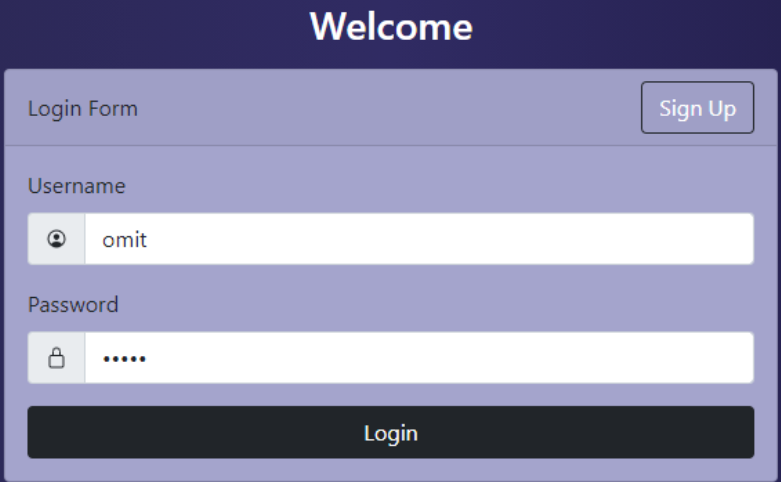 Welcome
Login Form
Sign Up
Username
omit
Password
•••••
Login